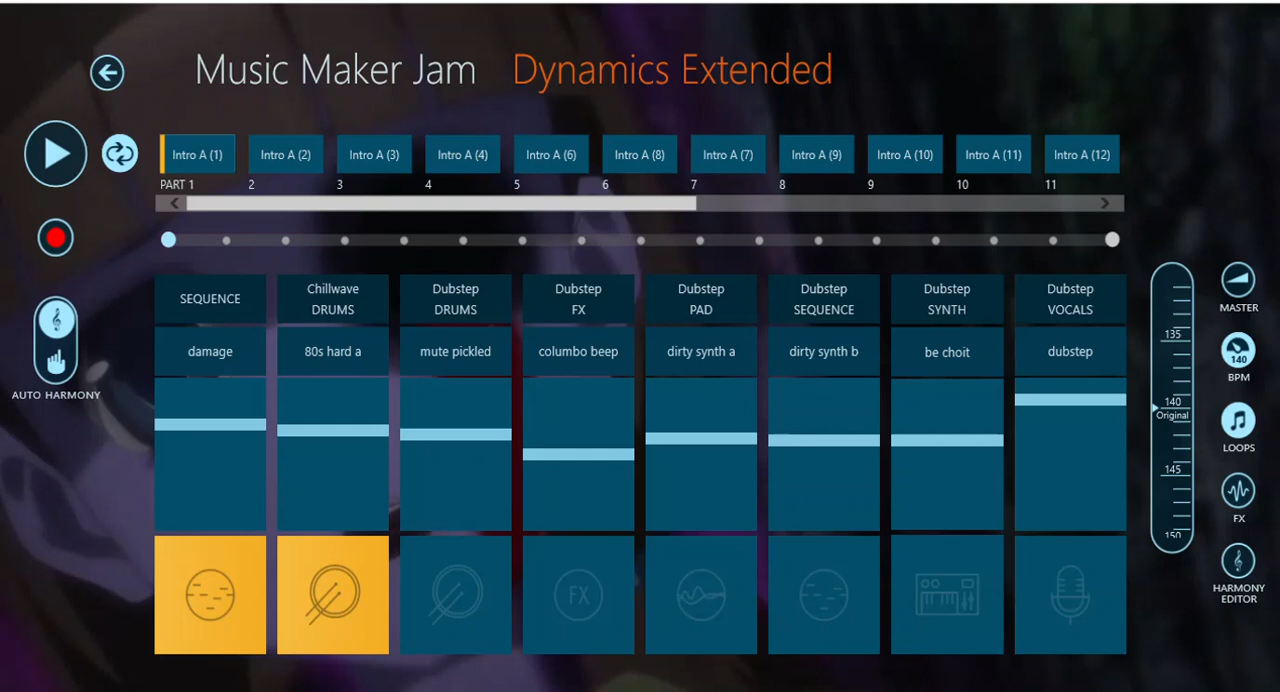 Music Maker Jam Dynamics Extended
Intro A (1) Intro A (2) Intro A (3) Intro A (4) Intro A (6) Intro A (8) Intro A (7) Intro A (9) Intro A (10) Intro A (11) Intro A (12)
PART 1 2 3 4 5 6 7 8 9 10 11
SEQUENCE
Chillwave
DRUMS
Dubstep
DRUMS
Dubstep
FX
Dubstep
PAD
Dubstep
SEQUENCE
Dubstep
SYNTH
Dubstep
VOCALS
damage 80s hard a mute pickled columbo beep dirty synth a dirty synth b be choit dubstep
AUTO HARMONY
FX
135
140
Original
145
150
MASTER
140
BPM
LOOPS
FX
HARMONY
EDITOR